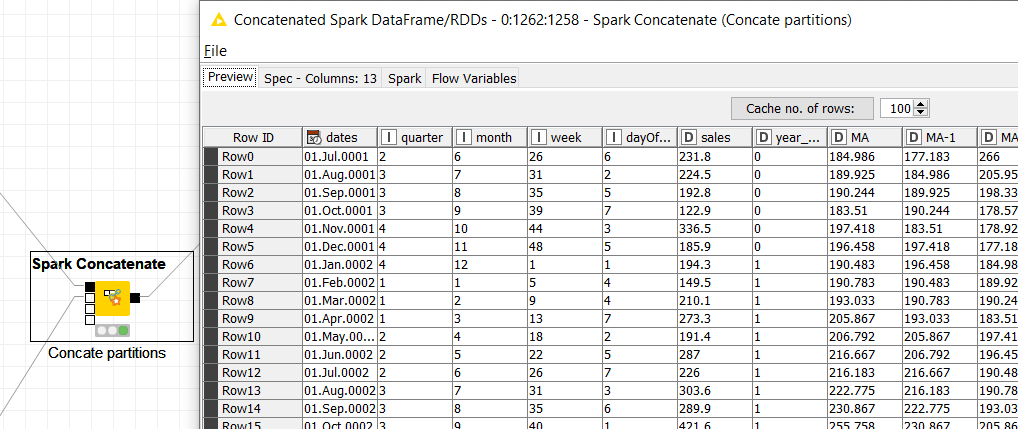 Concatenated Spark DataFrame/RDDs - 0:1262:1258 - Spark Concatenate (Concate partitions)
File
Preview Spec - Columns: 13 Spark Flow Variables
Cache no. of rows: 100
Row ID dates I quarter I month I week I dayOf... D sales D year_... D MA D MA-1 D MA
Row0 01.Jul.0001 2 6 26 6 231.8 0 184.986 177.183 266
Row1 01.Aug.0001 3 7 31 2 224.5 0 189.925 184.986 205.95
Row2 01.Sep.0001 3 8 35 5 192.8 0 190.244 189.925 198.33
Row3 01.Oct.0001 3 9 39 7 122.9 0 183.51 190.244 178.57
Row4 01.Nov.0001 4 10 44 3 336.5 0 197.418 183.51 178.92
Row5 01.Dec.0001 4 11 48 5 185.9 0 196.458 197.418 177.18
Row6 01.Jan.0002 4 12 1 1 194.3 1 190.483 196.458 184.98
Row7 01.Feb.0002 1 1 5 4 149.5 1 190.783 190.483 189.92
Row8 01.Mar.0002 1 2 9 4 210.1 1 193.033 190.783 190.24
Row9 01.Apr.0002 1 3 13 7 273.3 1 205.867 193.033 183.51
Row10 01.May.00... 2 4 18 2 191.4 1 206.792 205.867 197.41
Row11 01.Jun.0002 2 5 22 5 287 1 216.667 206.792 196.45
Row12 01.Jul.0002 2 6 26 7 226 1 216.183 216.667 190.48
Row13 01.Aug.0002 3 7 31 3 303.6 1 222.775 216.183 190.78
Row14 01.Sep.0002 3 8 35 6 289.9 1 230.867 222.775 193.03
Row15 01.Oct.0002 3 9 40 1 421.6 1 255.758 230.867 205.86
Spark Concatenate
Concate partitions